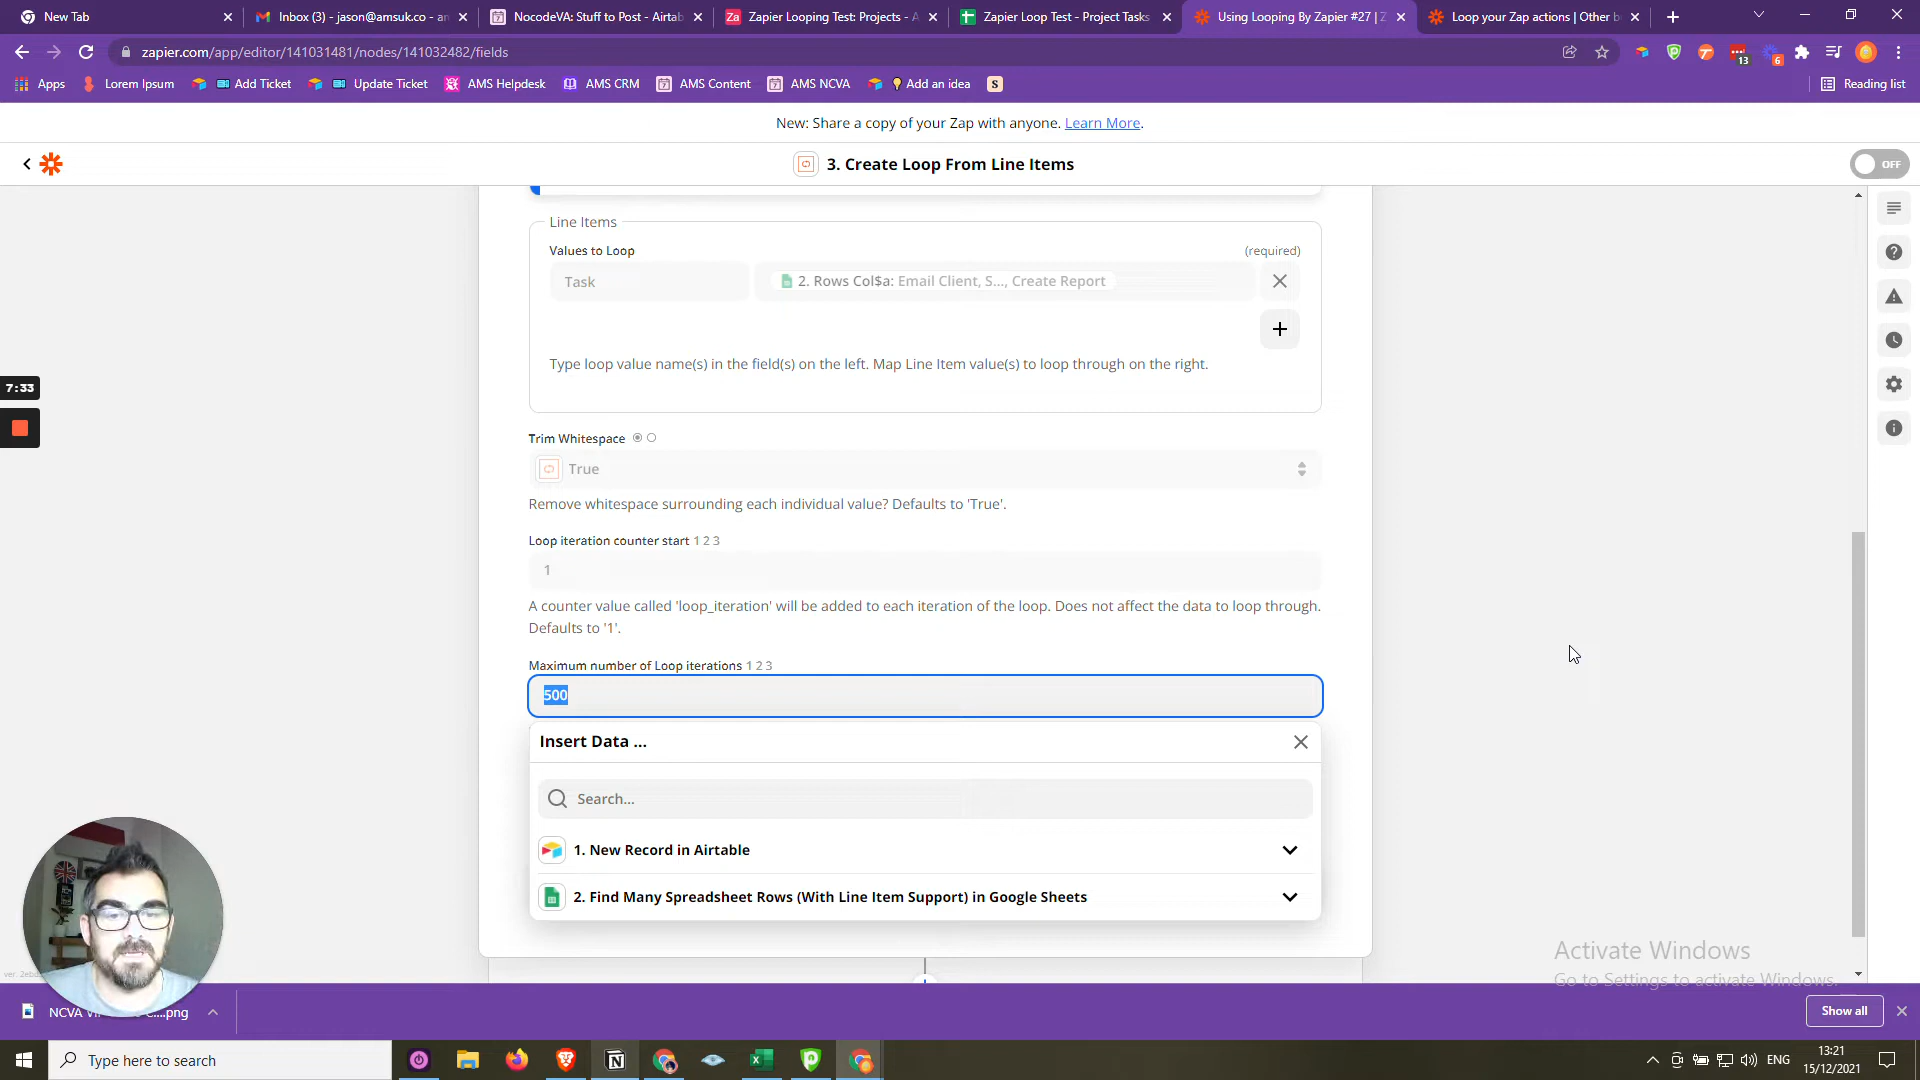 New Tab
Inbox (3) - jason@amsuk.co - an
NocodeVA: Stuff to Post - Airtab
Zapier Looping Test: Projects - A
Zapier Loop Test - Project Tasks
Using Looping By Zapier #27 | Z
Loop your Zap actions | Other b
zapier.com/app/editor/141031481/nodes/141032482/fields
13
6
Apps
Lorem Ipsum
Add Ticket
Update Ticket
AMS Helpdesk
AMS CRM
AMS Content
AMS NCVA
Add an idea
S
Reading list
New: Share a copy of your Zap with anyone. Learn More.
3. Create Loop From Line Items
OFF
Line Items
Values to Loop
(required)
Task
2. Rows Col$a: Email Client, S..., Create Report
Type loop value name(s) in the field(s) on the left. Map Line Item value(s) to loop through on the right.
7:33
Trim Whitespace
True
Remove whitespace surrounding each individual value? Defaults to 'True'.
Loop iteration counter start 1 2 3
1
A counter value called 'loop_iteration' will be added to each iteration of the loop. Does not affect the data to loop through.
Defaults to '1'.
Maximum number of Loop iterations 1 2 3
500
Insert Data ...
Search...
1. New Record in Airtable
2. Find Many Spreadsheet Rows (With Line Item Support) in Google Sheets
Activate Windows
Go to Settings to activate Windows.
NCVA
....png
Show all
Type here to search
ENG
13:21
15/12/2021